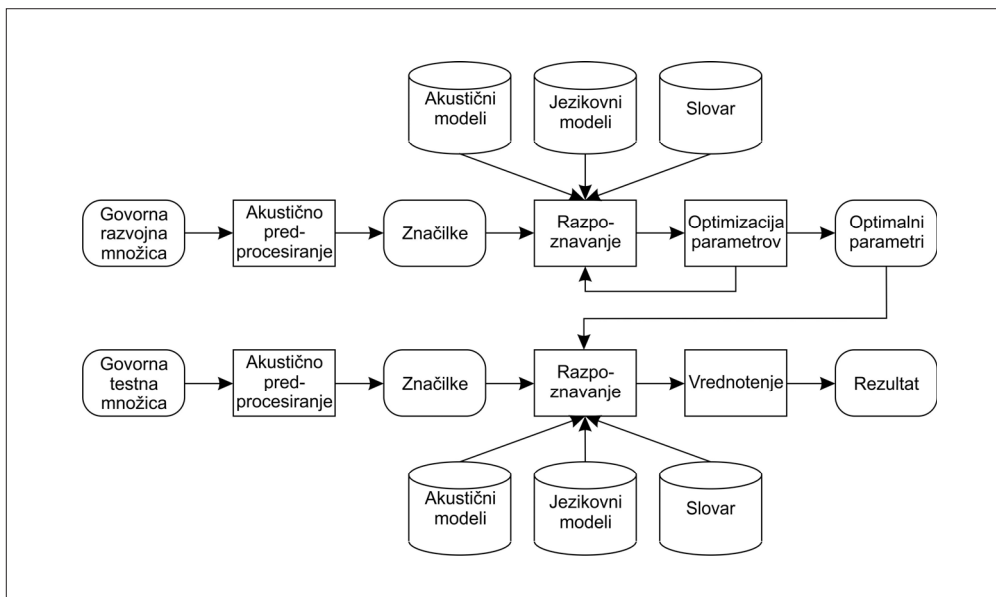 Akustični
modeli
Jezikovni
modeli
Slovar
Govorna
razvojna
množica
Akustično
pred-
procesiranje
Značilke
Razpo-
znavanje
Optimizacija
parametrov
Optimalni
parametri
Govorna
testna
množica
Akustično
pred-
procesiranje
Značilke
Razpo-
znavanje
Vrednotenje
Rezultat
Akustični
modeli
Jezikovni
modeli
Slovar